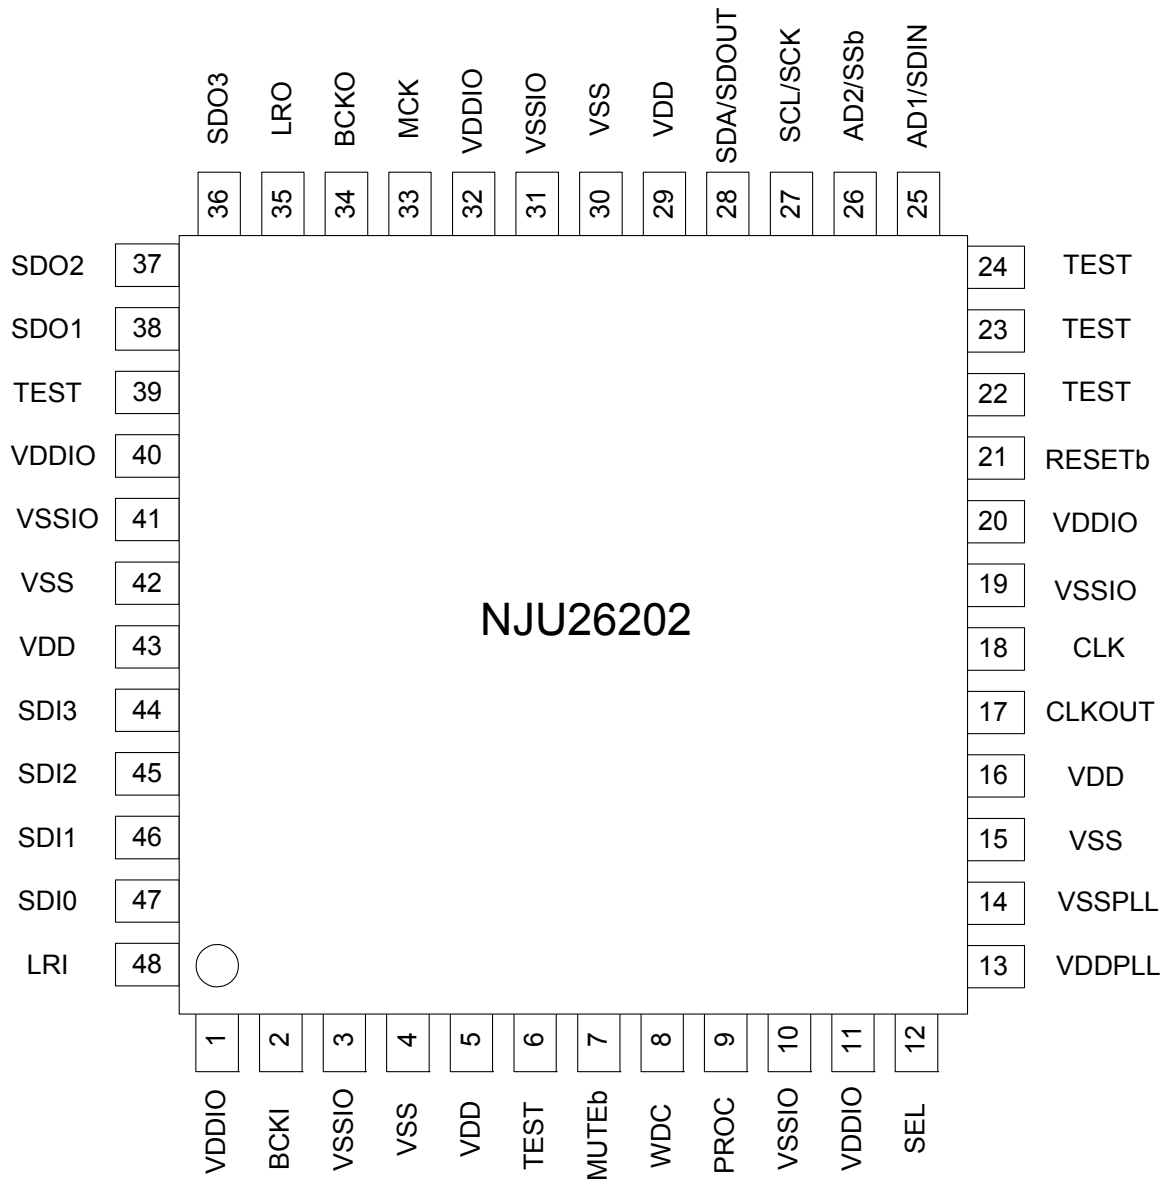 SDO3
LRO
BCKO
MCK
VDDIO
VSSIO
VSS
VDD
SDA/SDOUT
SCL/SCK
AD2/SSb
AD1/SDIN
36
35
34
33
32
31
30
29
28
27
26
25
SDO2 37
SDO1 38
TEST 39
VDDIO 40
VSSIO 41
VSS 42
VDD 43
SDI3 44
SDI2 45
SDI1 46
SDI0 47
LRI 48
NJU26202
24 TEST
23 TEST
22 TEST
21 RESETb
20 VDDIO
19 VSSIO
18 CLK
17 CLKOUT
16 VDD
15 VSS
14 VSSPLL
13 VDDPLL
1
2
3
4
5
6
7
8
9
10
11
12
VDDIO
BCKI
VSSIO
VSS
VDD
TEST
MUTEb
WDC
PROC
VSSIO
VDDIO
SEL